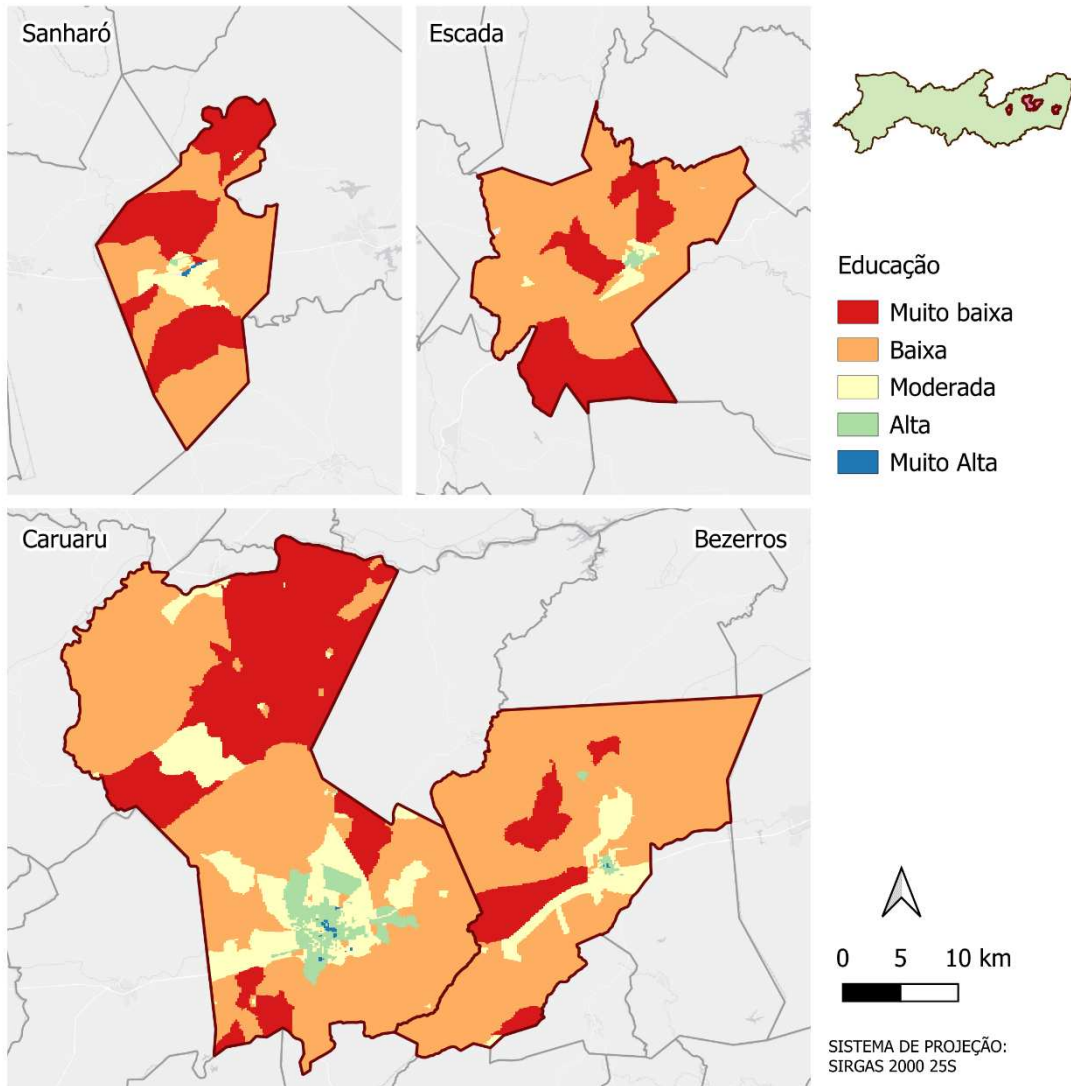 Sanharó
Escada
Educação
Muito baixa
Baixa
Moderada
Alta
Muito Alta
Caruaru
Bezerros
0 5 10 km
SISTEMA DE PROJEÇÃO:
SIRGAS 2000 25S